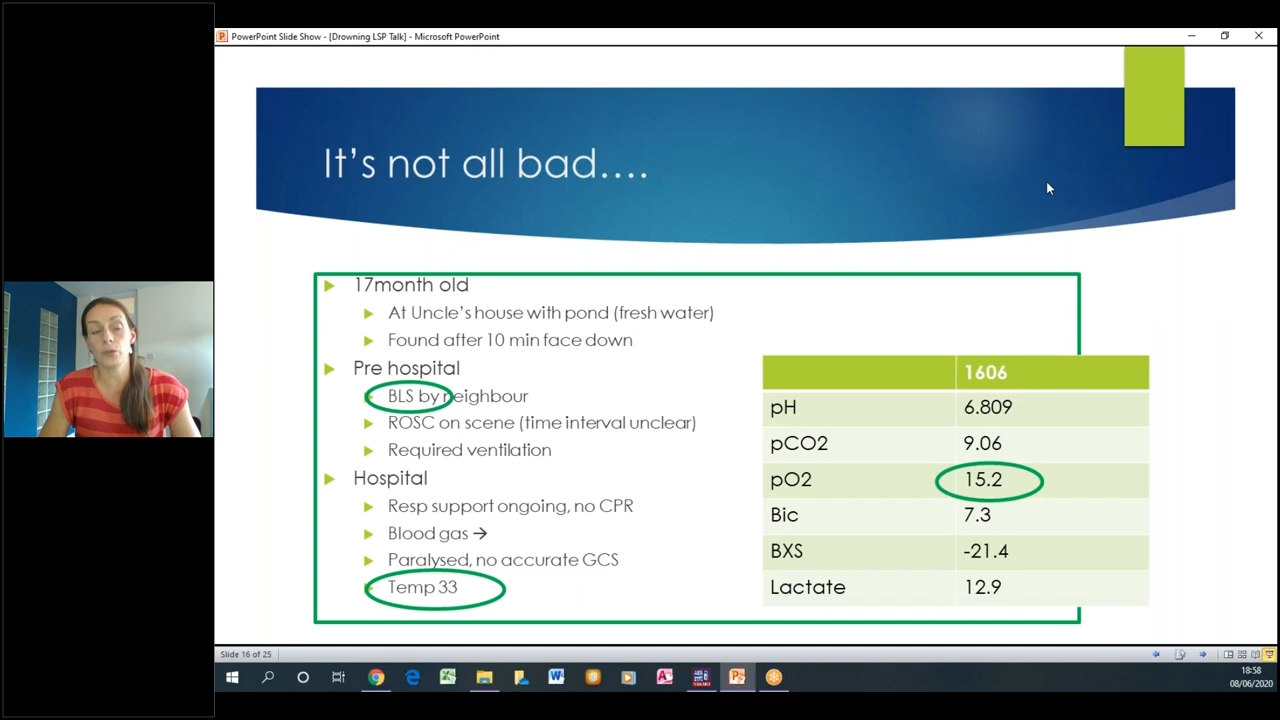 PowerPoint Slide Show - [Drowning LSP Talk] - Microsoft PowerPoint
It's not all bad....
17month old
At Uncle's house with pond (fresh water)
Found after 10 min face down
Pre hospital
BLS by neighbour
ROSC on scene (time interval unclear)
Required ventilation
Hospital
Resp support ongoing, no CPR
Blood gas →
Paralysed, no accurate GCS
Temp 33
1606
pH 6.809
pCO2 9.06
pO2 15.2
Bic 7.3
BXS -21.4
Lactate 12.9
Slide 16 of 25
18:58
08/06/2020